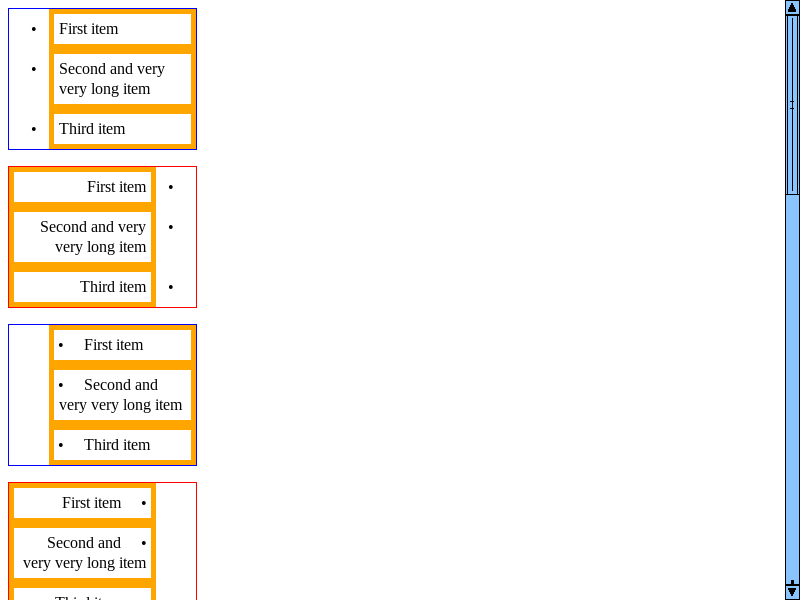 • First item
• Second and very
very long item
• Third item
First item •
Second and very •
very long item
Third item •
• First item
• Second and
very very long item
• Third item
First item •
Second and •
very very long item